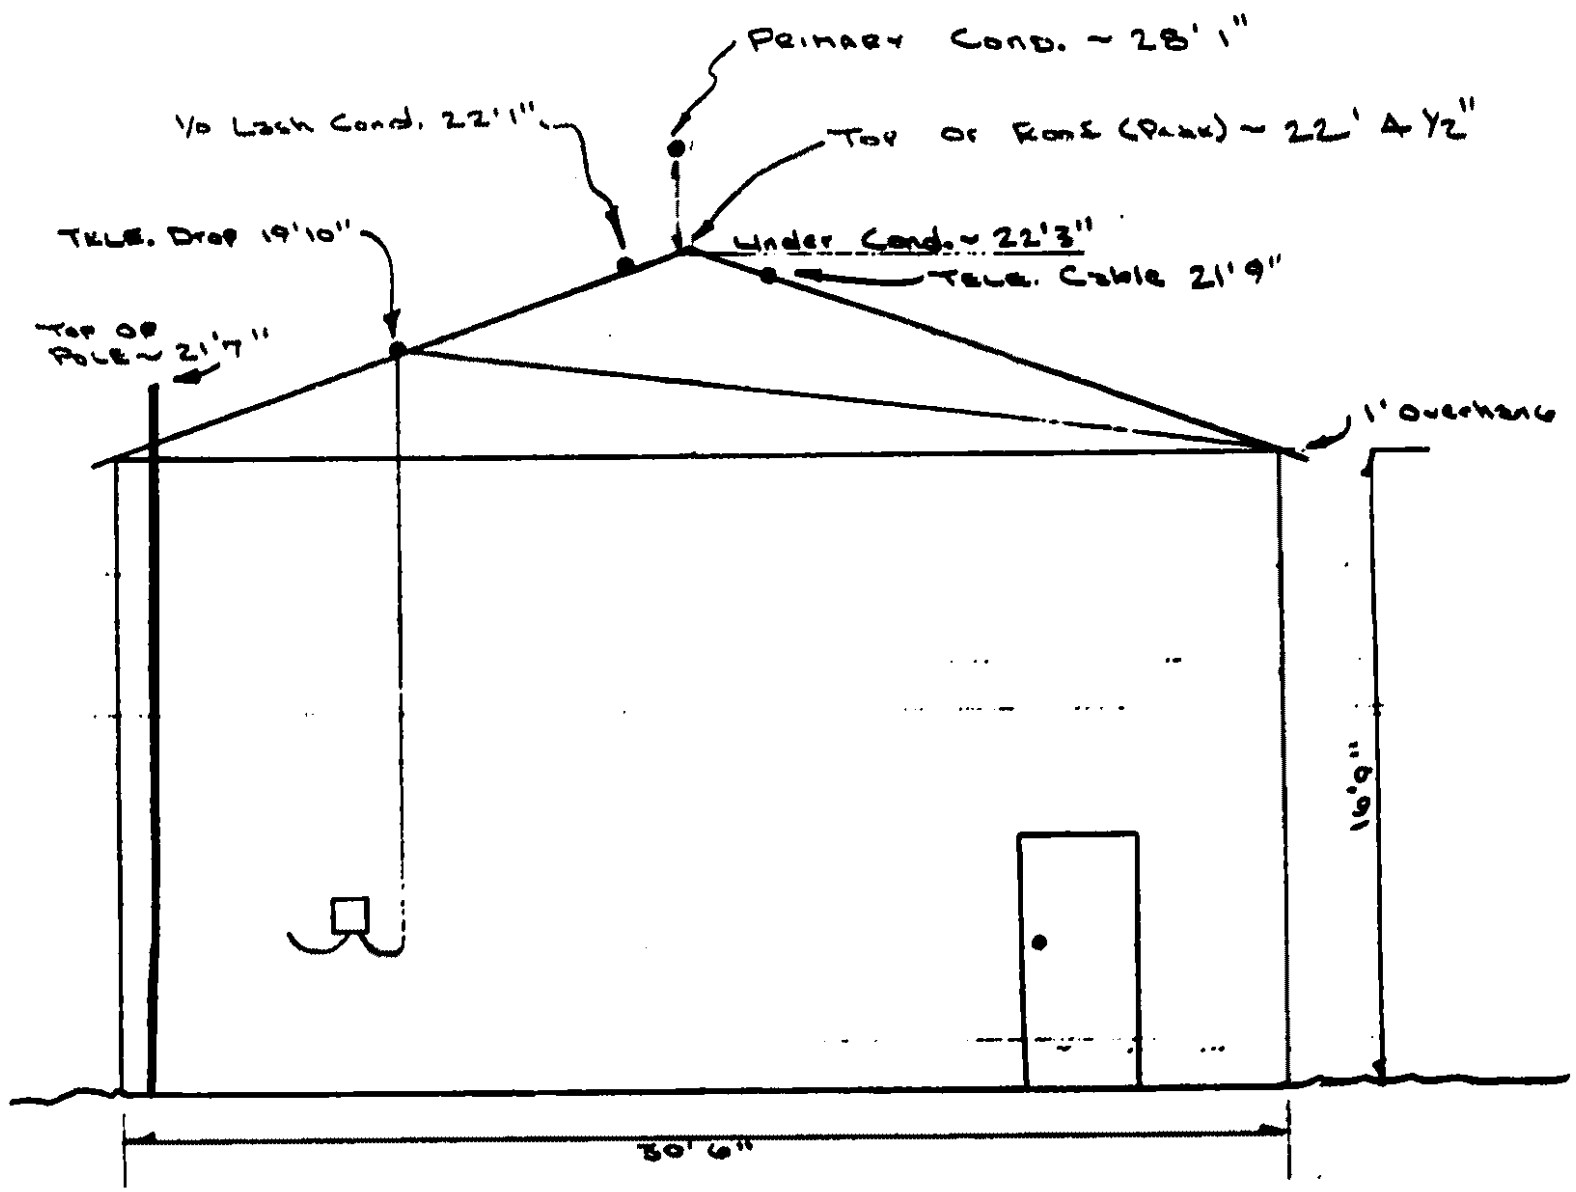 Primary Cond. ~ 28' 1"
1/0 Lash Cond. 22'1"
Top of Roof (Peak) ~ 22' 4 1/2"
Tele. Drop 19'10"
Under Cond. ~ 22'3"
Tele. Cable 21'9"
Top of
Pole ~ 21'7"
1' Overhang
16'9"
30' 6"